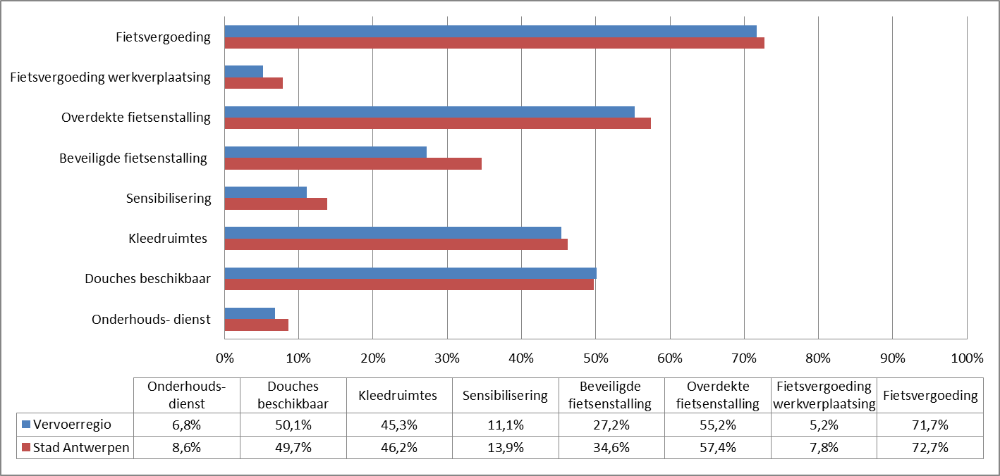 Fietsvergoeding
Fietsvergoeding werkverplaatsing
Overdekte fietsenstalling
Beveiligde fietsenstalling
Sensibilisering
Kleedruimtes
Douches beschikbaar
Onderhouds- dienst
0% 10% 20% 30% 40% 50% 60% 70% 80% 90% 100%
Onderhouds-
dienst
Douches
beschikbaar
Kleedruimtes
Sensibilisering
Beveiligde
fietsenstalling
Overdekte
fietsenstalling
Fietsvergoeding
werkverplaatsing
Fietsvergoeding
Vervoerregio 6,8% 50,1% 45,3% 11,1% 27,2% 55,2% 5,2% 71,7%
Stad Antwerpen 8,6% 49,7% 46,2% 13,9% 34,6% 57,4% 7,8% 72,7%